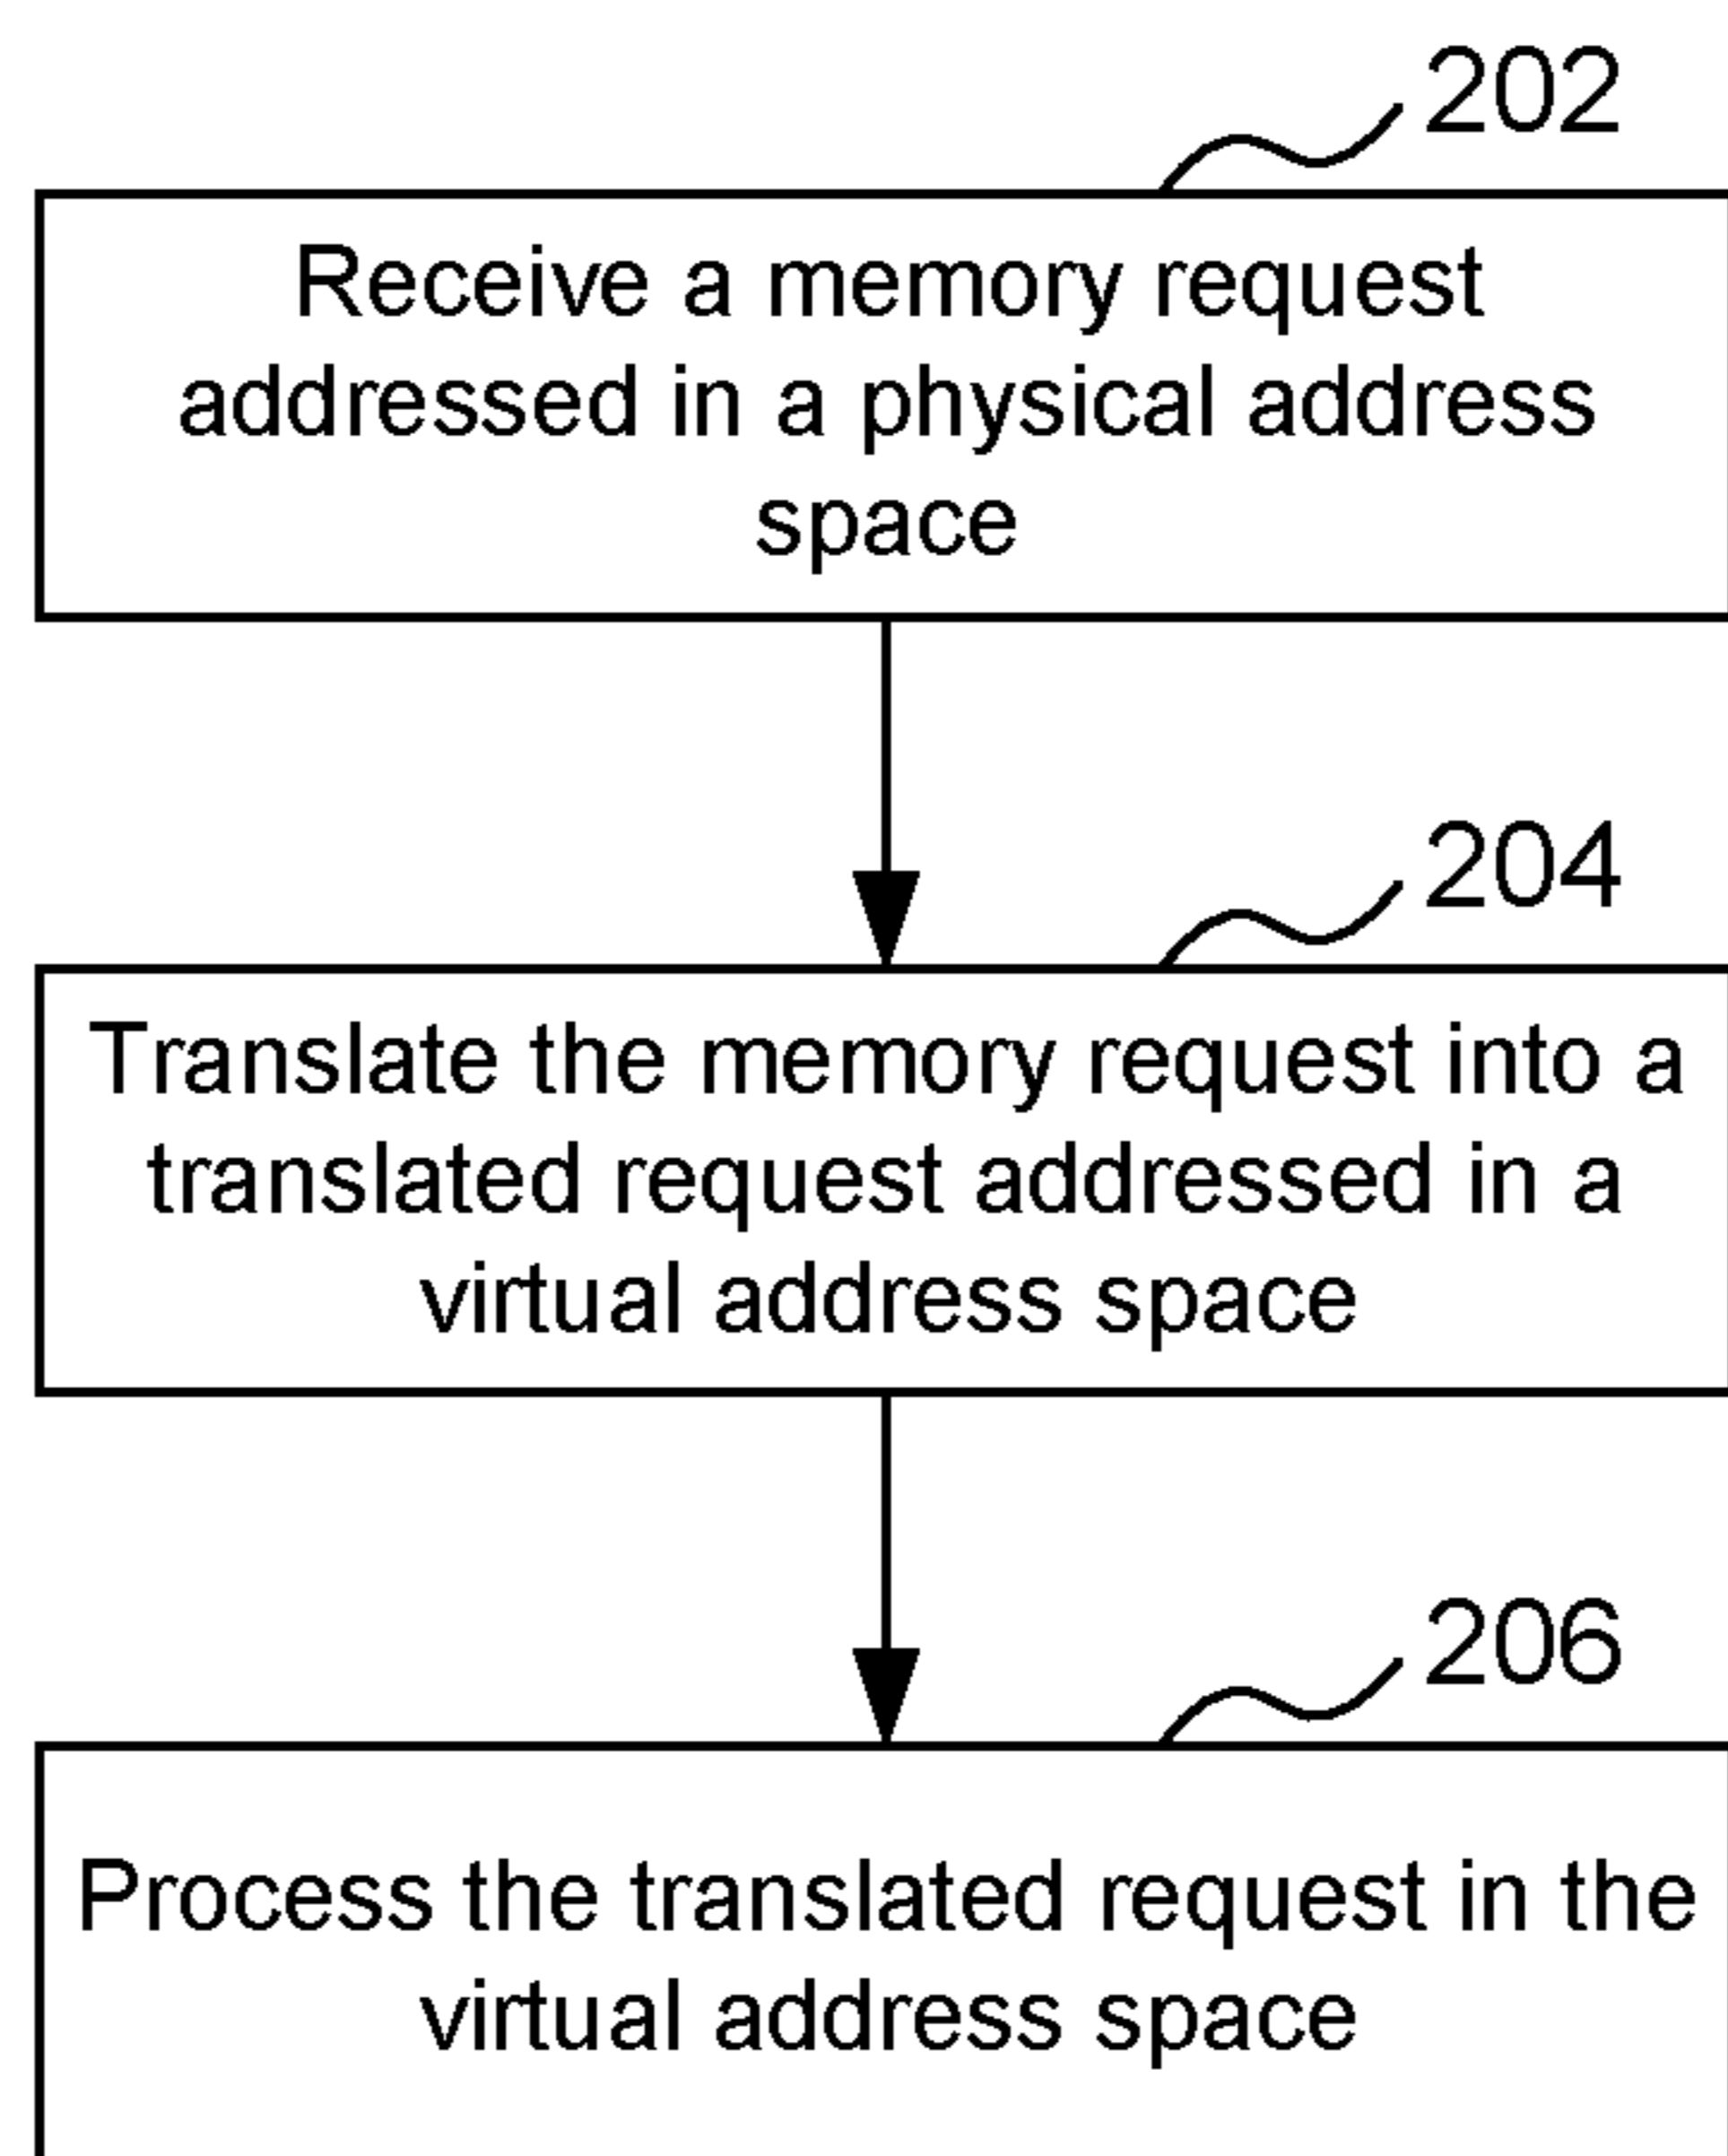 202
Receive a memory request
addressed in a physical address
space
204
Translate the memory request into a
translated request addressed in a
virtual address space
206
Process the translated request in the
virtual address space